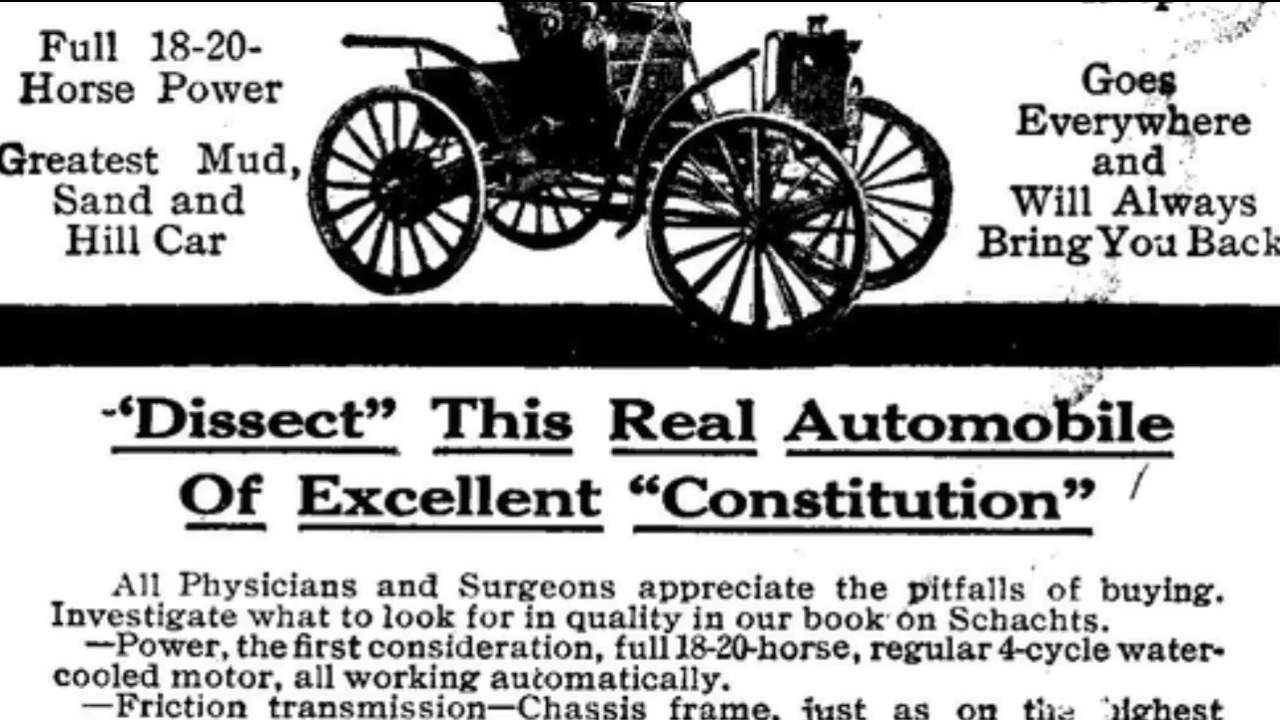 Full 18-20-
Horse Power
Greatest Mud,
Sand and
Hill Car
Goes
Everywhere
and
Will Always
Bring You Back
"Dissect" This Real Automobile
Of Excellent "Constitution"
All Physicians and Surgeons appreciate the pitfalls of buying.
Investigate what to look for in quality in our book on Schachts.
—Power, the first consideration, full 18-20-horse, regular 4-cycle water-
cooled motor, all working automatically.
—Friction transmission—Chassis frame, just as on the highest